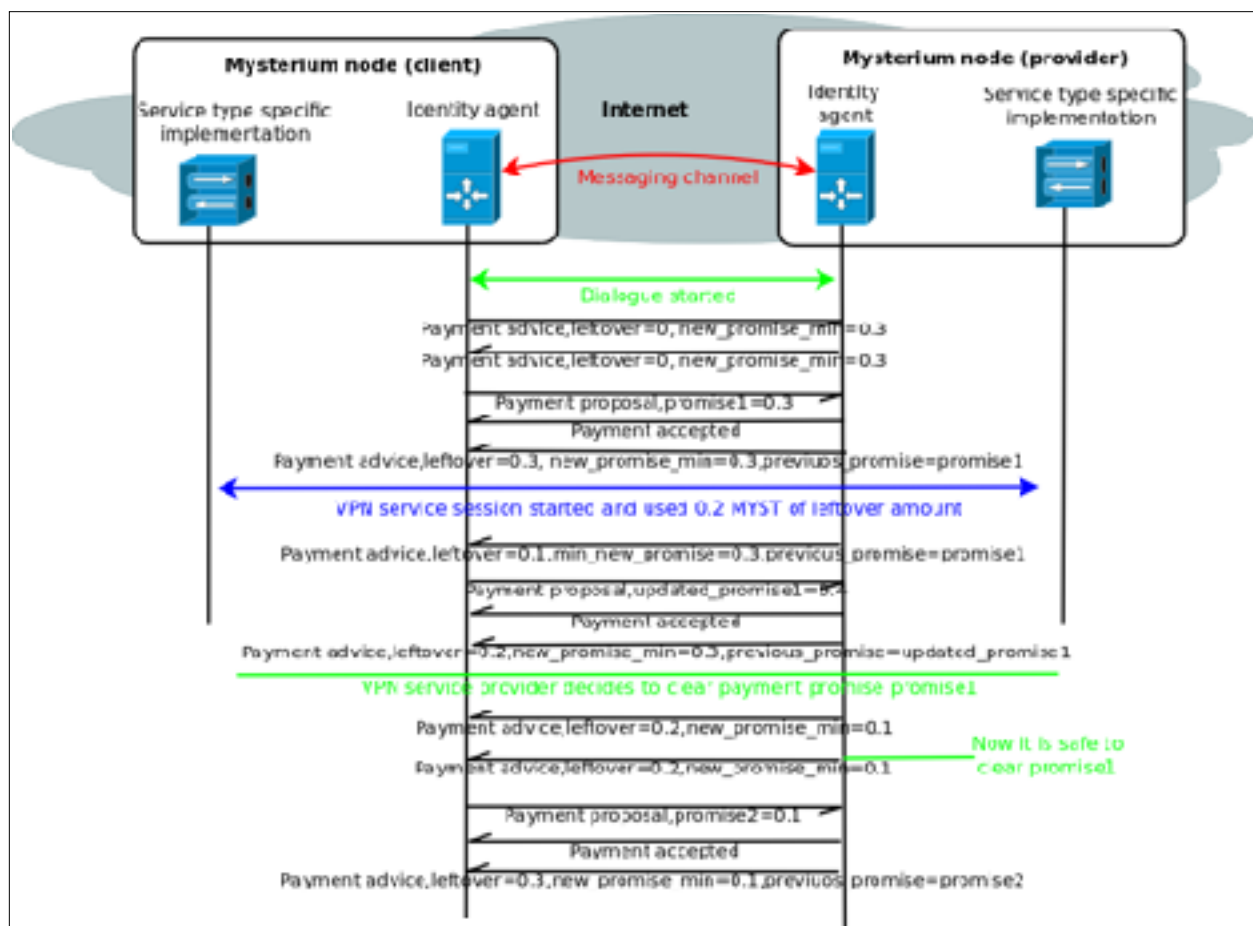 Mysterium node (client)
Service type specific
implemertation
Identity agent
Internet
Messaging channel
Mysterium node (provider)
Identity
agent
Service type specific
implementation
Dialogue started
Payment advice,leftover=0, new_promise_min=0.3
Payment advice,leftover=0, new_promise_min=0.3
Payment proposal,promise1=0.3
Payment accepted
Payment advice,leftover=0.3, new_promise_min=0.3,previuos_promise=promise1
VPN service session started and used 0.2 MYST of leftover amount
Payment advice,leftover=0.1,min_new_promise=0.3,previous_promise=promise1
Payment proposal,updated_promise1=0.4
Payment accepted
Payment advice,leftover=0.2,new_promise_min=0.3,previous_promise=updated_promise1
VPN service provider decides to clear payment promise promise1
Payment advice,leftover=0.2,new_promise_min=0.1
Payment advice,leftover=0.2,new_promise_min=0.1
Now it is safe to
clear promise1
Payment proposal,promise2=0.1
Payment accepted
Payment advice,leftover=0.3,new_promise_min=0.1,previuos_promise=promise2